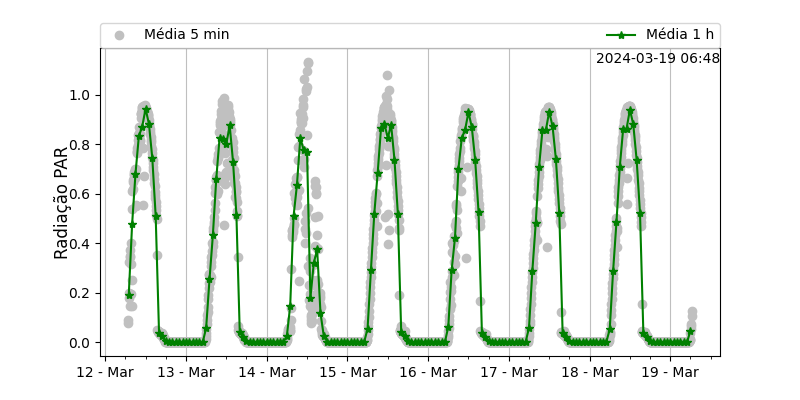 Média 5 min
Média 1 h
2024-03-19 06:48
Radiação PAR
1.0
0.8
0.6
0.4
0.2
0.0
12 - Mar
13 - Mar
14 - Mar
15 - Mar
16 - Mar
17 - Mar
18 - Mar
19 - Mar